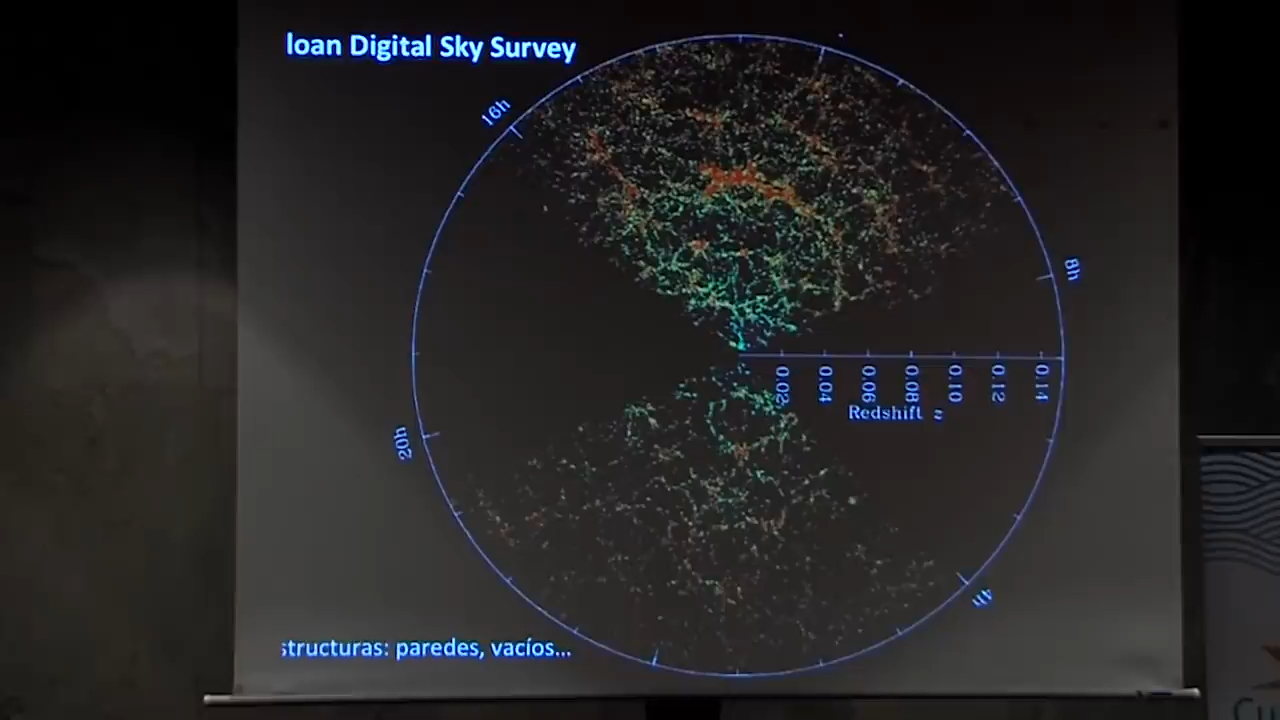 loan Digital Sky Survey
16h
8h
0.02 0.04 0.06 0.08 0.10 0.12 0.14
Redshift z
20h
4h
structuras: paredes, vacíos...